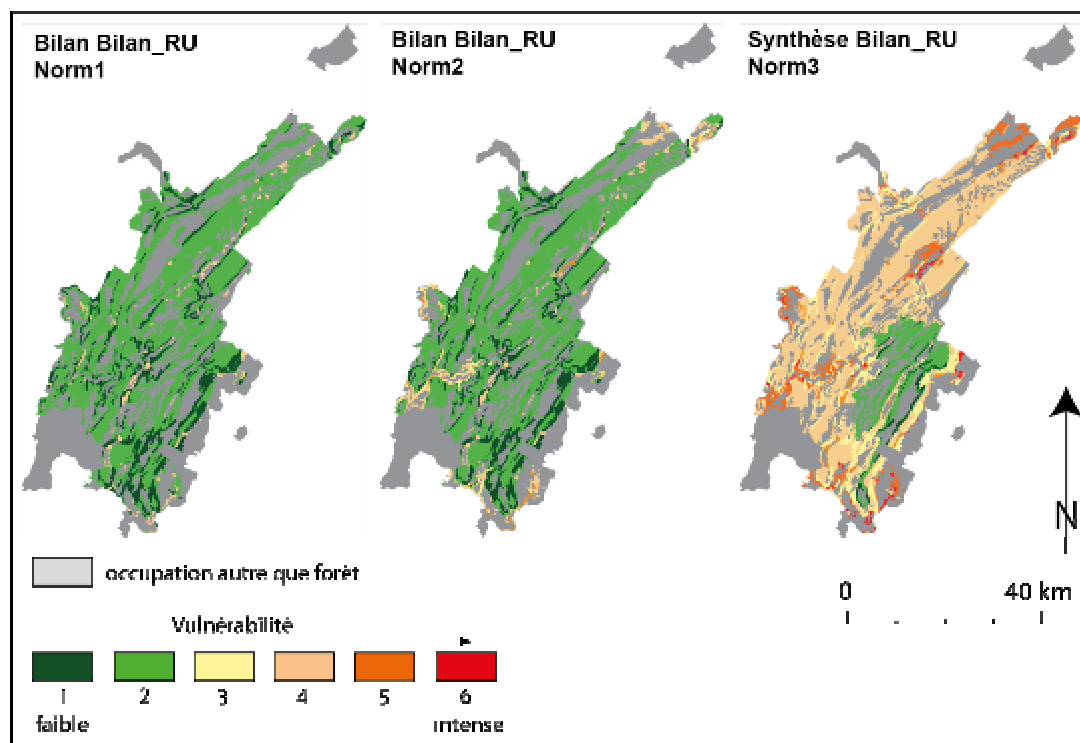 Bilan Bilan_RU
Norm1
Bilan Bilan_RU
Norm2
Synthèse Bilan_RU
Norm3
N
occupation autre que forêt
0 40 km
Vulnérabilité
1 2 3 4 5 6
faible intense